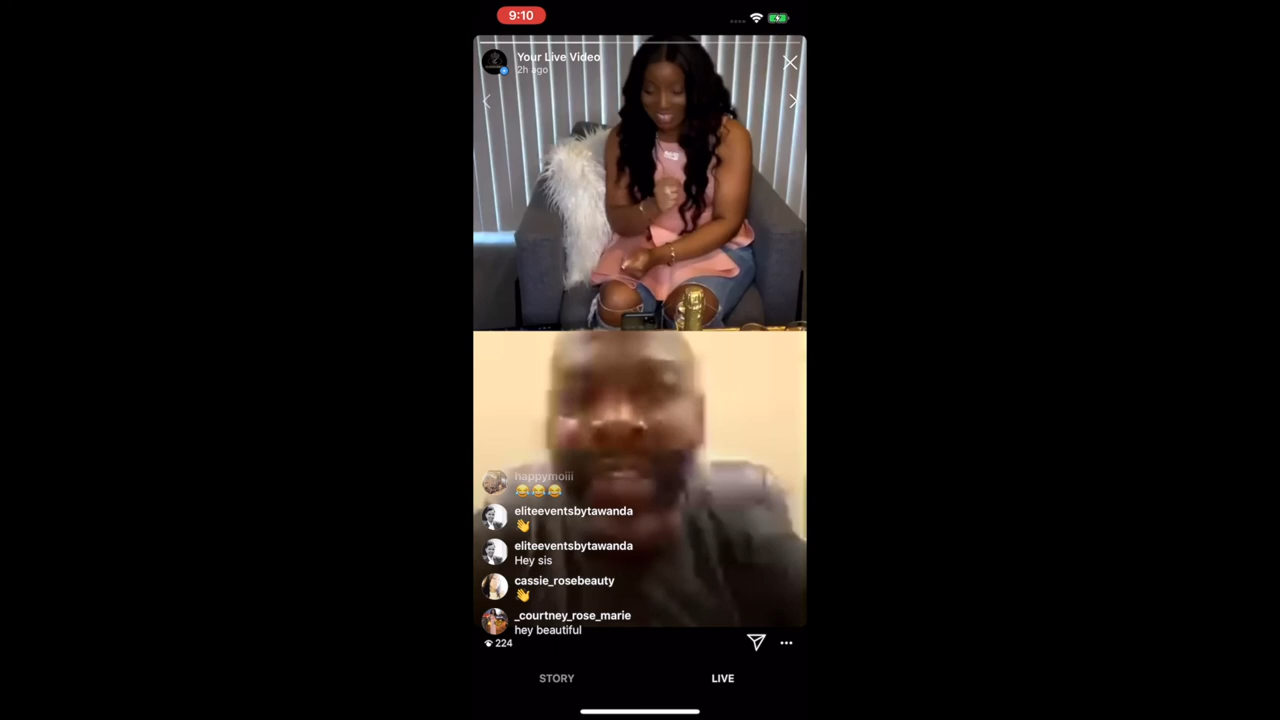 9:10
Your Live Video
2h ago
happymoiii
😂😂😂
eliteeventsbytawanda
👋
eliteeventsbytawanda
Hey sis
cassie_rosebeauty
👋
_courtney_rose_marie
hey beautiful
224
STORY
LIVE